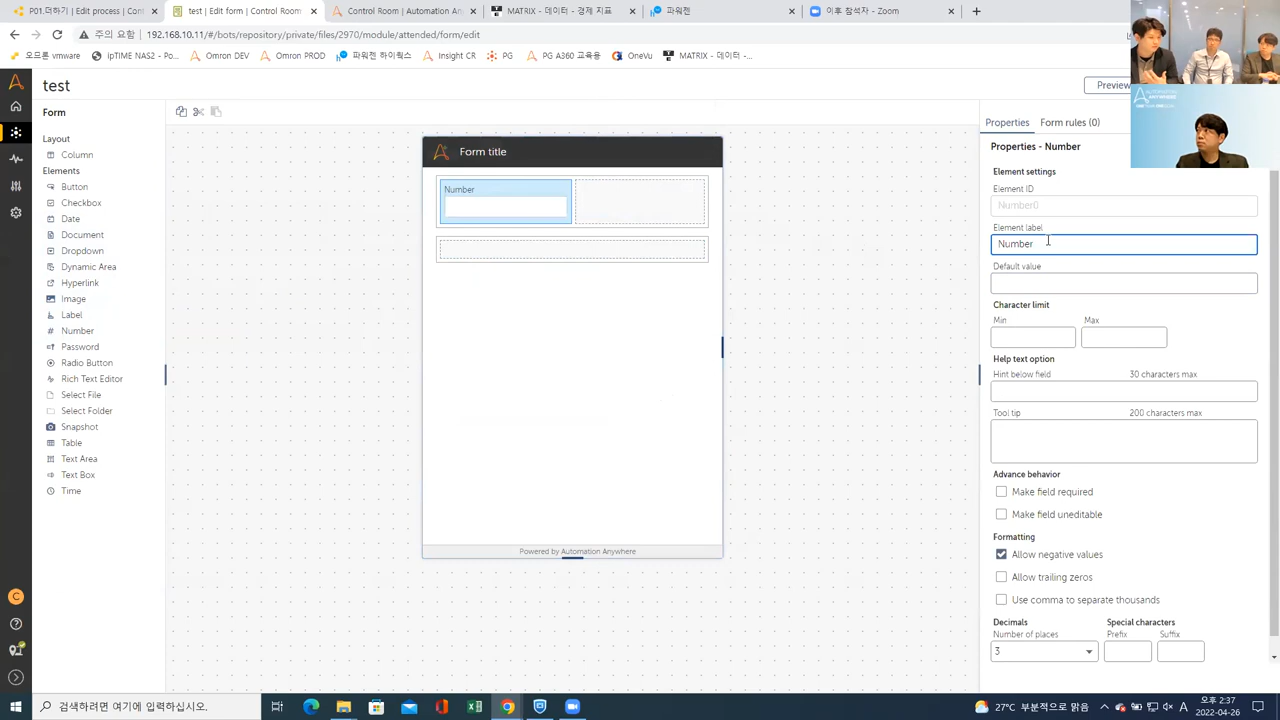 P01.더하기 | Edit process | Con
test | Edit form | Control Room
Control Room | Automation Any
MATRIX - 데이터 - 경제 지표
파워젠
이후 참석자 - Zoom
주의 요함
192.168.10.11/#/bots/repository/private/files/2970/module/attended/form/edit
오므론 vmware
IpTIME NAS2 - Po...
Omron DEV
Omron PROD
파워젠 하이웍스
Insight CR
PG
PG A360 교육용
OneVu
MATRIX - 데이터 -...
test
Preview
Form
Layout
Column
Elements
Button
Checkbox
Date
Document
Dropdown
Dynamic Area
Hyperlink
Image
Label
Number
Password
Radio Button
Rich Text Editor
Select File
Select Folder
Snapshot
Table
Text Area
Text Box
Time
Form title
Number
Powered by Automation Anywhere
Properties
Form rules (0)
Properties - Number
Element settings
Element ID
Number0
Element label
Number
Default value
Character limit
Min
Max
Help text option
Hint below field
30 characters max
Tool tip
200 characters max
Advance behavior
Make field required
Make field uneditable
Formatting
Allow negative values
Allow trailing zeros
Use comma to separate thousands
Decimals
Special characters
Number of places
Prefix
Suffix
3
검색하려면 여기에 입력하십시오.
27°C 부분적으로 맑음
A
오후 2:37
2022-04-26